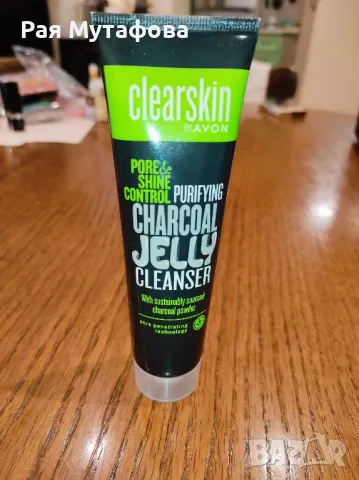 Рая Мутафова
clearskin
BY AVON
PORE &
SHINE
CONTROL PURIFYING
CHARCOAL
JELLY
CLEANSER
With sustainably sourced
charcoal powder
pore penetrating
technology
BAZAR